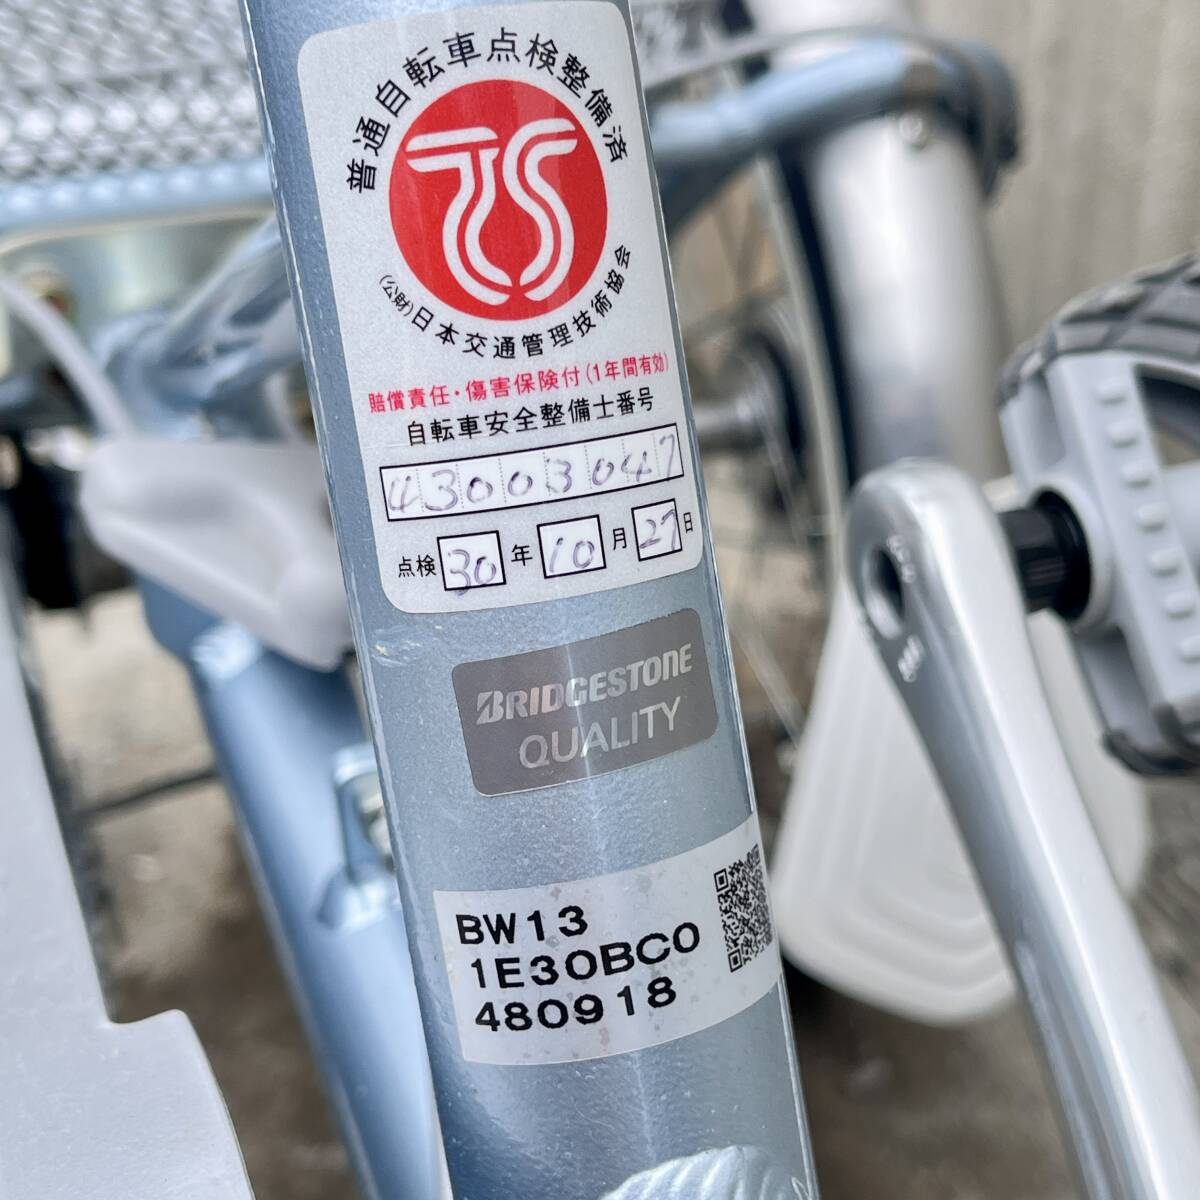 普通自転車点検整備済
TS
(公財)日本交通管理技術協会
賠償責任・傷害保険付(1年間有効)
自転車安全整備士番号
43003047
点検 30 年 10 月 27 日
BRIDGESTONE
QUALITY
BW13
1E30BC0
480918